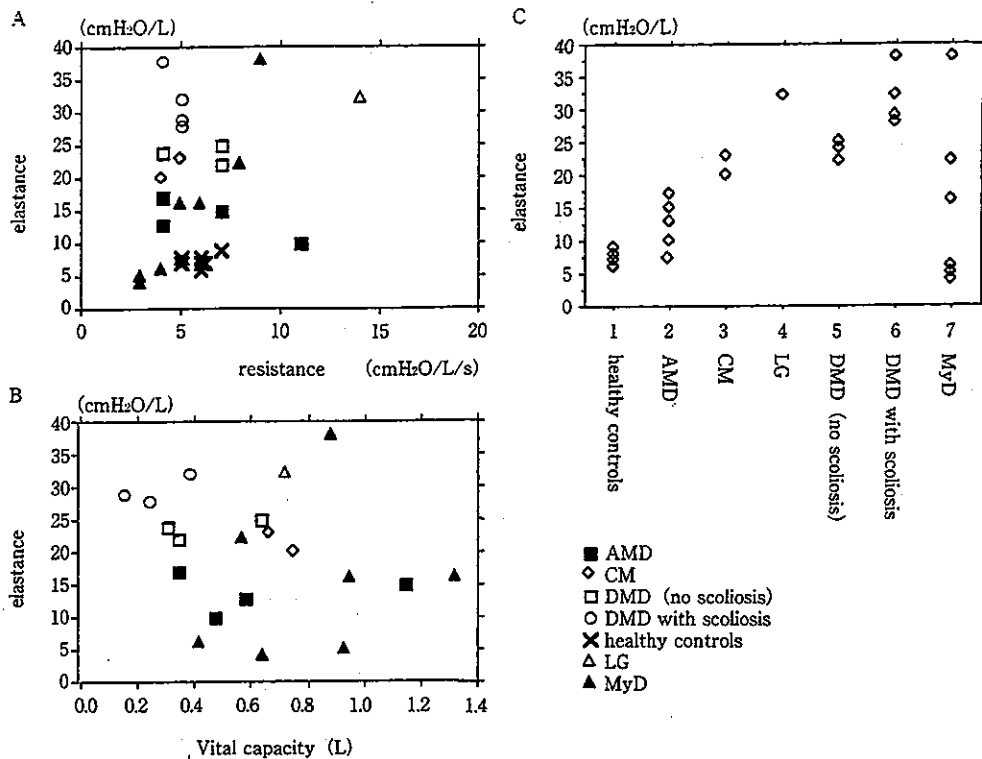 A
(cmH₂O/L)
40
35
30
25
20
15
10
5
0
elastance
0 5 10 15 20
resistance (cmH₂O/L/s)
B
(cmH₂O/L)
40
35
30
25
20
15
10
5
0
elastance
0.0 0.2 0.4 0.6 0.8 1.0 1.2 1.4
Vital capacity (L)
C
(cmH₂O/L)
40
35
30
25
20
15
10
5
0
elastance
1 2 3 4 5 6 7
healthy controls
AMD
CM
LG
DMD (no scoliosis)
DMD with scoliosis
MyD
AMD
CM
DMD (no scoliosis)
DMD with scoliosis
healthy controls
LG
MyD